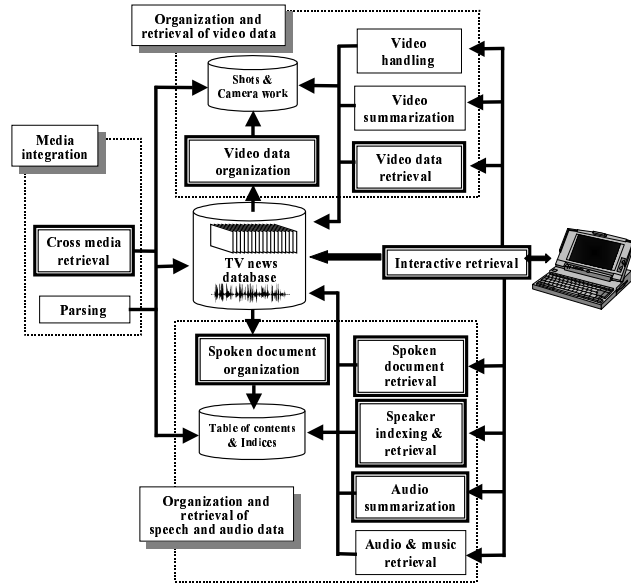 Organization and
retrieval of video data
Video
handling
Shots &
Camera work
Video
summarization
Media
integration
Video data
organization
Video data
retrieval
Cross media
retrieval
TV news
database
Interactive retrieval
Parsing
Spoken document
organization
Spoken
document
retrieval
Table of contents
& Indices
Speaker
indexing &
retrieval
Organization and
retrieval of
speech and audio data
Audio
summarization
Audio & music
retrieval